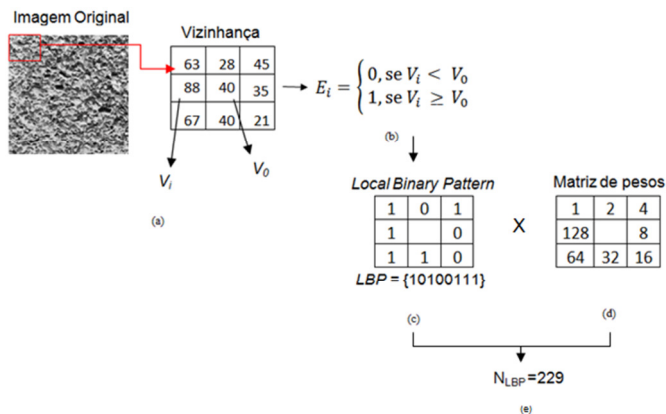 Imagem Original
Vizinhança
63 28 45
88 40 35
67 40 21
V_i V_0
(a)
E_i = { 0, se V_i < V_0
1, se V_i ≥ V_0
(b)
Local Binary Pattern
1 0 1
1 0
1 1 0
LBP = {10100111}
(c)
X
Matriz de pesos
1 2 4
128 8
64 32 16
(d)
N_LBP =229
(e)